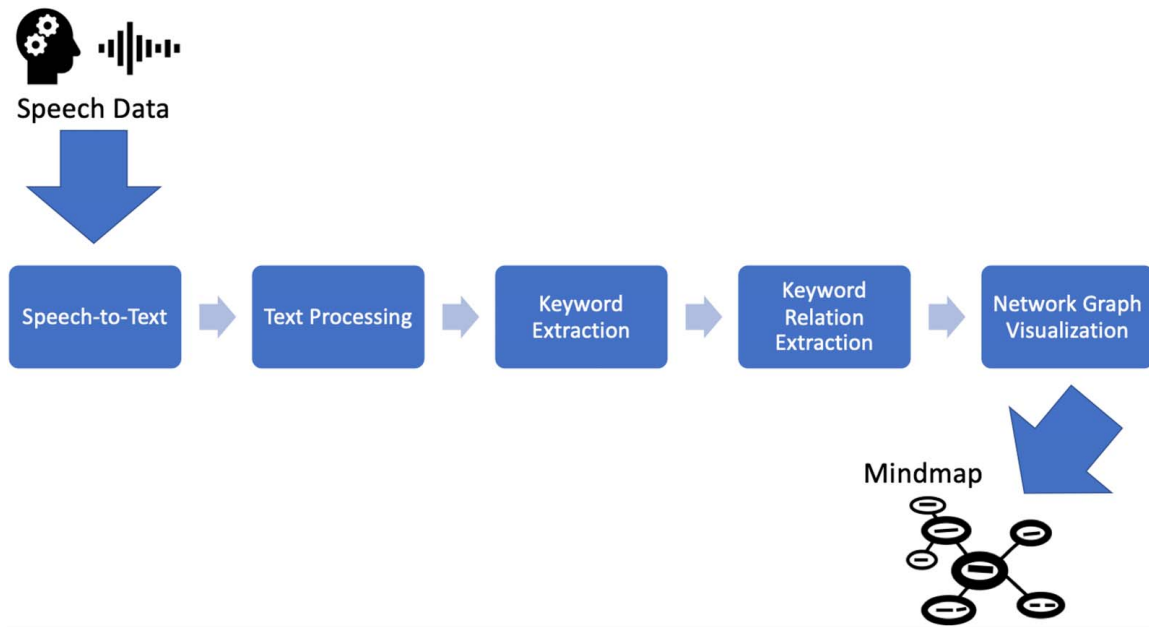 Speech Data
Speech-to-Text
Text Processing
Keyword
Extraction
Keyword
Relation
Extraction
Network Graph
Visualization
Mindmap